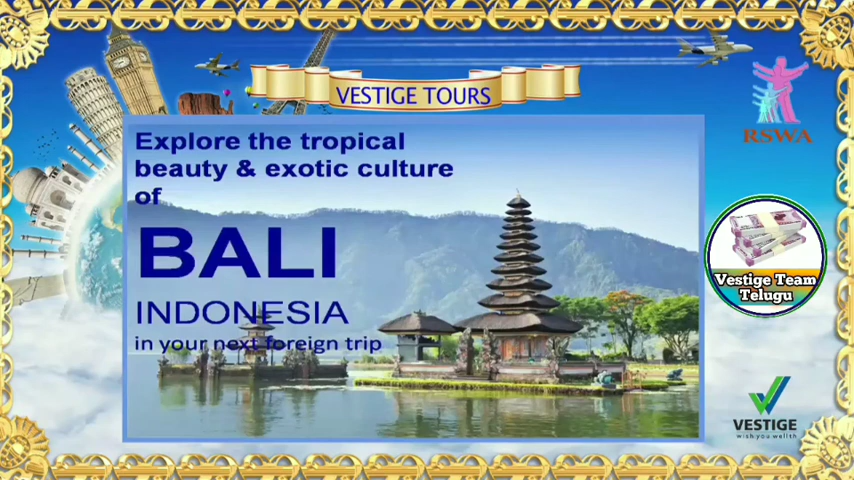 VESTIGE TOURS
RSWA
Explore the tropical
beauty & exotic culture
of
BALI
INDONESIA
in your next foreign trip
Vestige Team
Telugu
VESTIGE
wish you wellth